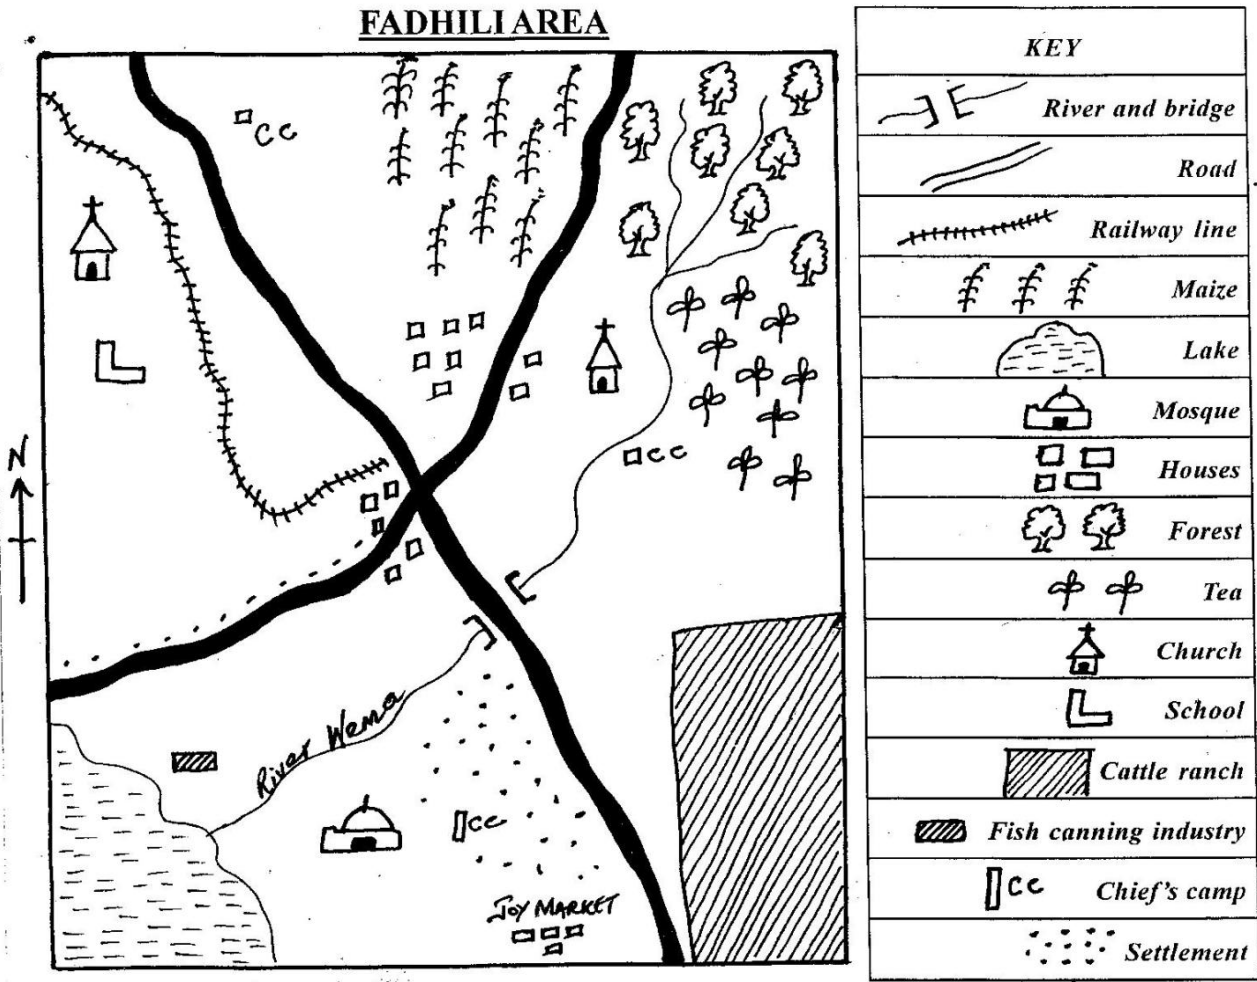 FADHILI AREA
CC
N
CC
River Wema
CC
JOY MARKET
KEY
River and bridge
Road
Railway line
Maize
Lake
Mosque
Houses
Forest
Tea
Church
School
Cattle ranch
Fish canning industry
CC
Chief's camp
Settlement